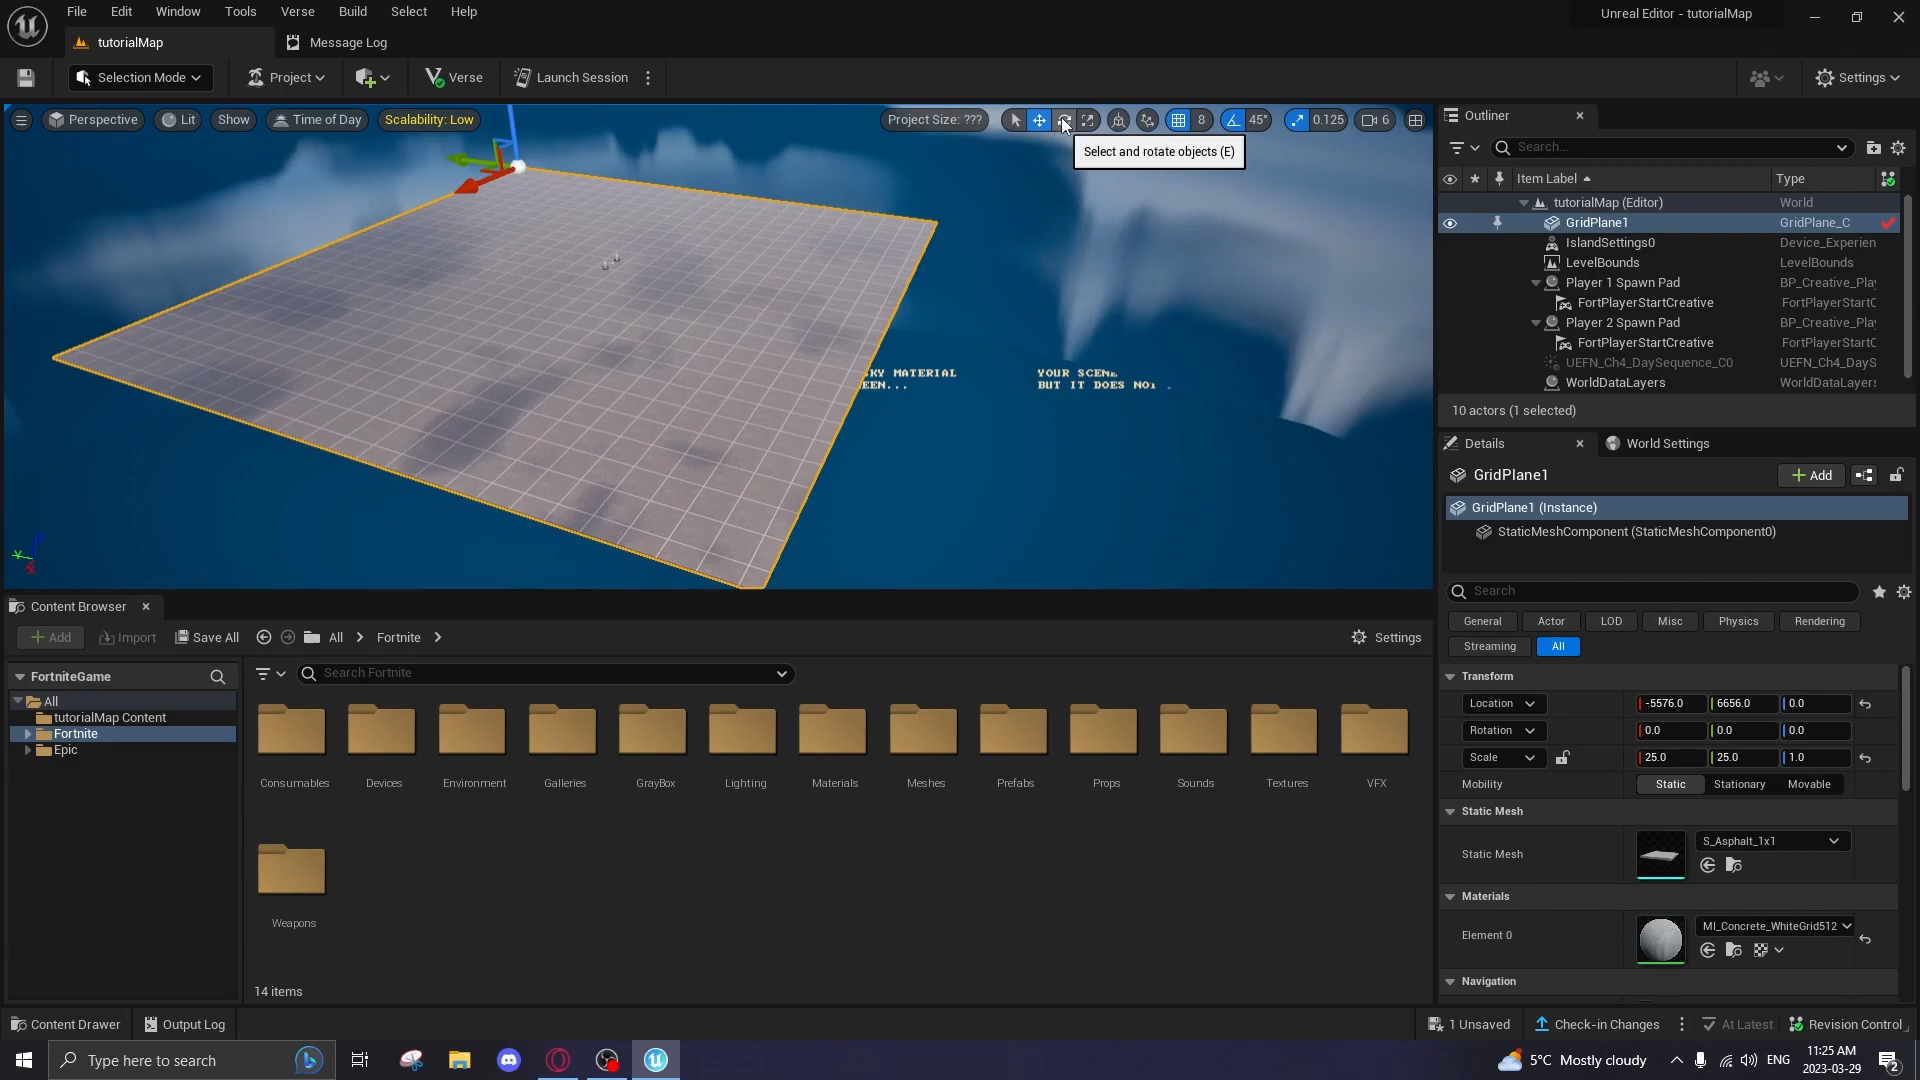 File Edit Window Tools Verse Build Select Help
Unreal Editor - tutorialMap
tutorialMap
Message Log
Selection Mode
Project
Verse
Launch Session
Settings
Perspective
Lit
Show
Time of Day
Scalability: Low
Project Size: ???
8
45°
0.125
6
Select and rotate objects (E)
KY MATERIAL
EEN...
YOUR SCENE
BUT IT DOES NOT
Outliner
Search...
Item Label
Type
tutorialMap (Editor) World
GridPlane1 GridPlane_C
IslandSettings0 Device_Experien
LevelBounds LevelBounds
Player 1 Spawn Pad BP_Creative_Play
FortPlayerStartCreative FortPlayerStartC
Player 2 Spawn Pad BP_Creative_Play
FortPlayerStartCreative FortPlayerStartC
UEFN_Ch4_DaySequence_C0 UEFN_Ch4_DayS
WorldDataLayers WorldDataLayers
10 actors (1 selected)
Details
World Settings
GridPlane1
Add
GridPlane1 (Instance)
StaticMeshComponent (StaticMeshComponent0)
Search
General Actor LOD Misc Physics Rendering
Streaming All
Transform
Location -5576.0 6656.0 0.0
Rotation 0.0 0.0 0.0
Scale 25.0 25.0 1.0
Mobility Static Stationary Movable
Static Mesh
Static Mesh S_Asphalt_1x1
Materials
Element 0 MI_Concrete_WhiteGrid512
Navigation
Content Browser
Add
Import
Save All
All
Fortnite
Settings
FortniteGame
All
tutorialMap Content
Fortnite
Epic
Search Fortnite
Consumables Devices Environment Galleries GrayBox Lighting Materials Meshes Prefabs Props Sounds Textures VFX
Weapons
14 items
Content Drawer
Output Log
1 Unsaved
Check-in Changes
At Latest
Revision Control
Type here to search
5°C Mostly cloudy
ENG
11:25 AM
2023-03-29
2